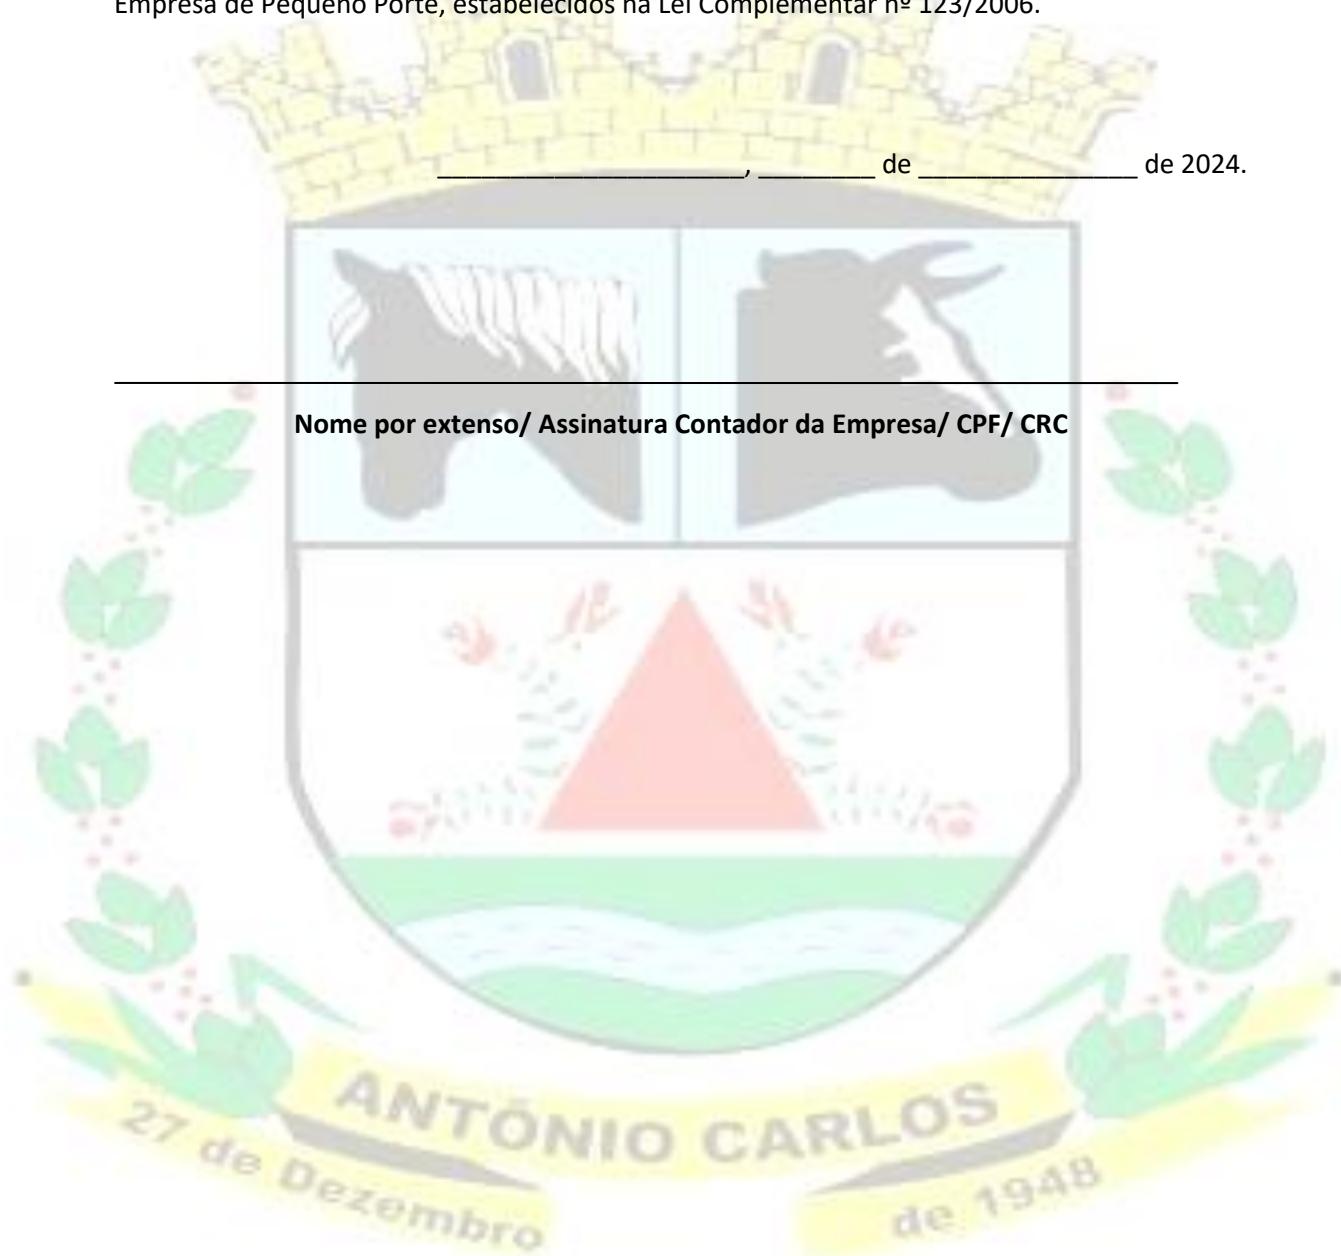 Empresa de Pequeno Porte, estabelecidos na Lei Complementar nº 123/2006.
_____________________, ________ de _______________ de 2024.
Nome por extenso/ Assinatura Contador da Empresa/ CPF/ CRC
ANTÔNIO CARLOS
27 de Dezembro
de 1948